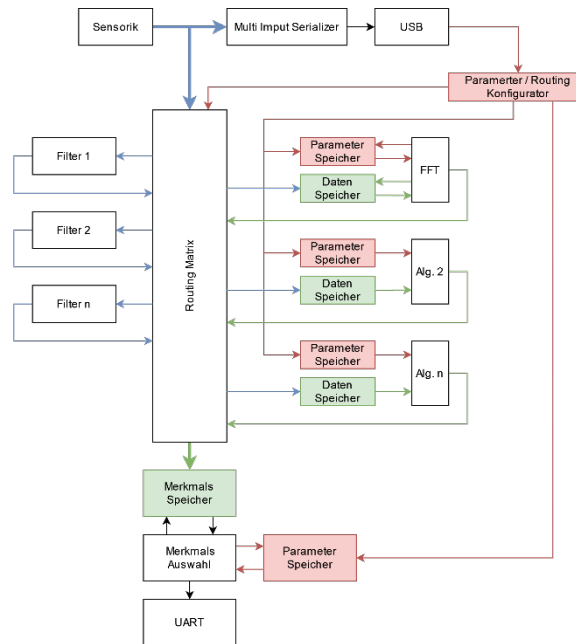 Sensorik
Multi Imput Serializer
USB
Paramerter / Routing
Konfigurator
Filter 1
Filter 2
Filter n
Routing Matrix
Parameter
Speicher
Daten
Speicher
FFT
Parameter
Speicher
Daten
Speicher
Alg. 2
Parameter
Speicher
Daten
Speicher
Alg. n
Merkmals
Speicher
Merkmals
Auswahl
Parameter
Speicher
UART